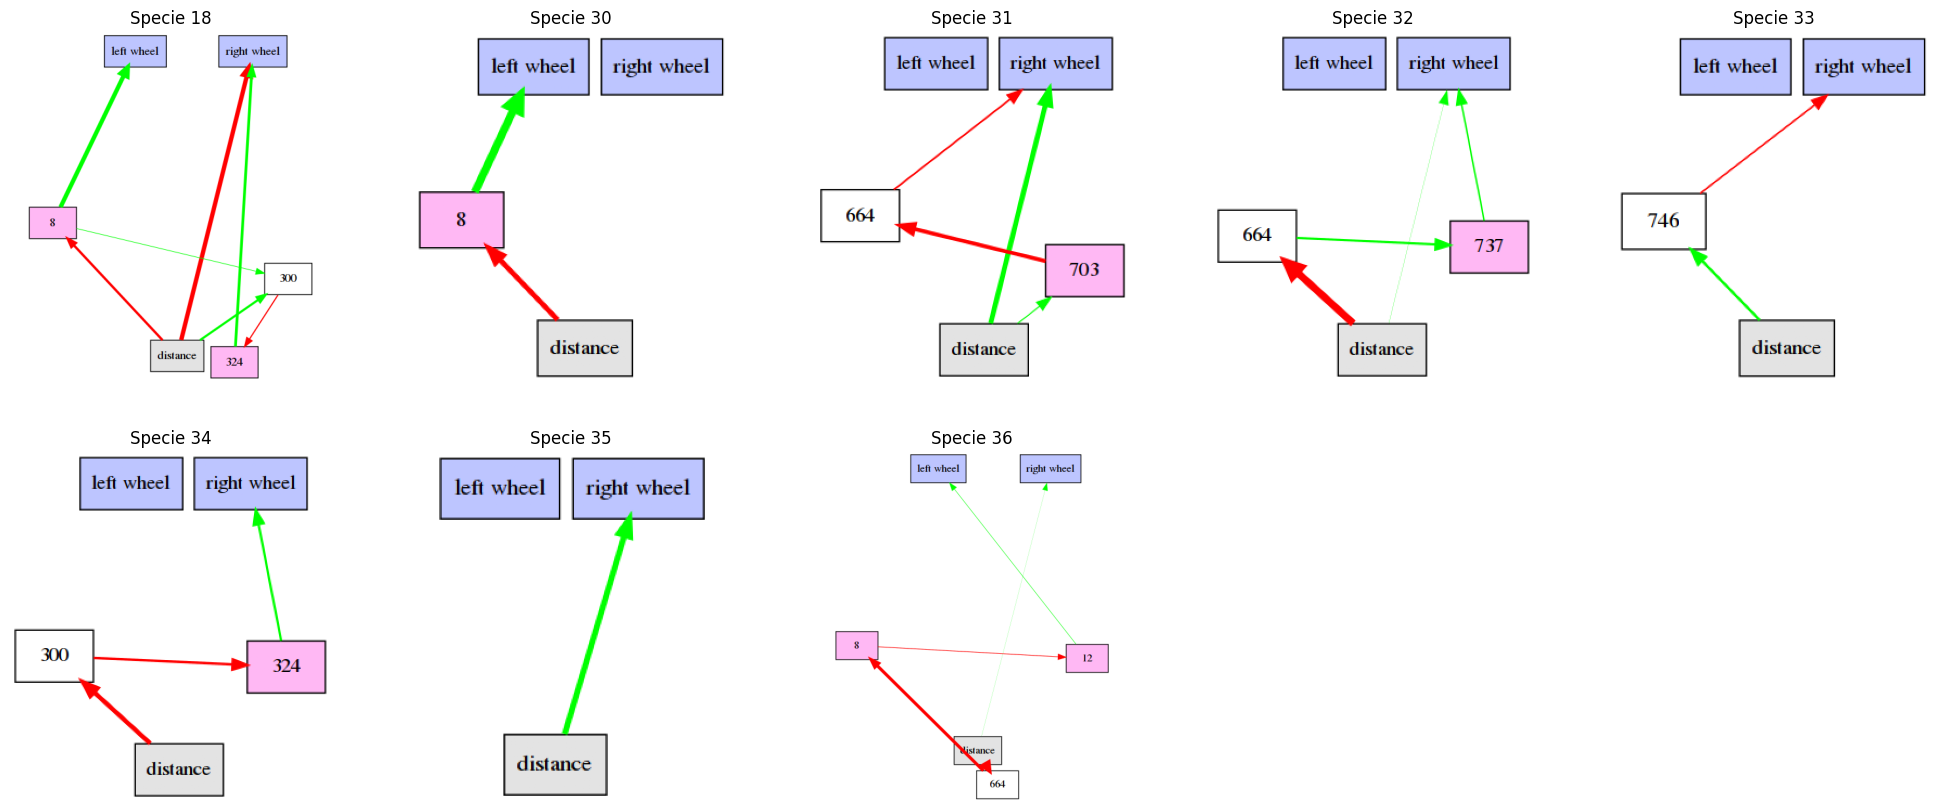 Specie 18
left wheel
right wheel
8
300
distance
324
Specie 30
left wheel
right wheel
8
distance
Specie 31
left wheel
right wheel
664
703
distance
Specie 32
left wheel
right wheel
664
737
distance
Specie 33
left wheel
right wheel
746
distance
Specie 34
left wheel
right wheel
300
324
distance
Specie 35
left wheel
right wheel
distance
Specie 36
left wheel
right wheel
8
12
distance
664